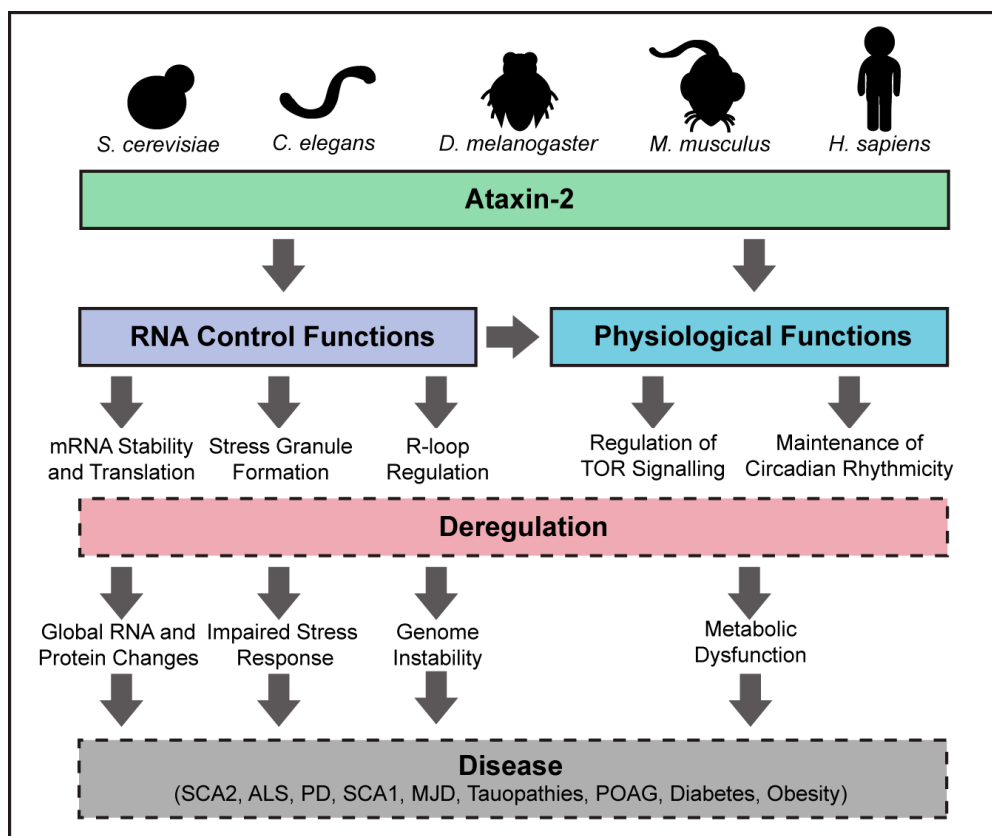 S. cerevisiae
C. elegans
D. melanogaster
M. musculus
H. sapiens
Ataxin-2
RNA Control Functions
Physiological Functions
mRNA Stability
and Translation
Stress Granule
Formation
R-loop
Regulation
Regulation of
TOR Signalling
Maintenance of
Circadian Rhythmicity
Deregulation
Global RNA and
Protein Changes
Impaired Stress
Response
Genome
Instability
Metabolic
Dysfunction
Disease
(SCA2, ALS, PD, SCA1, MJD, Tauopathies, POAG, Diabetes, Obesity)